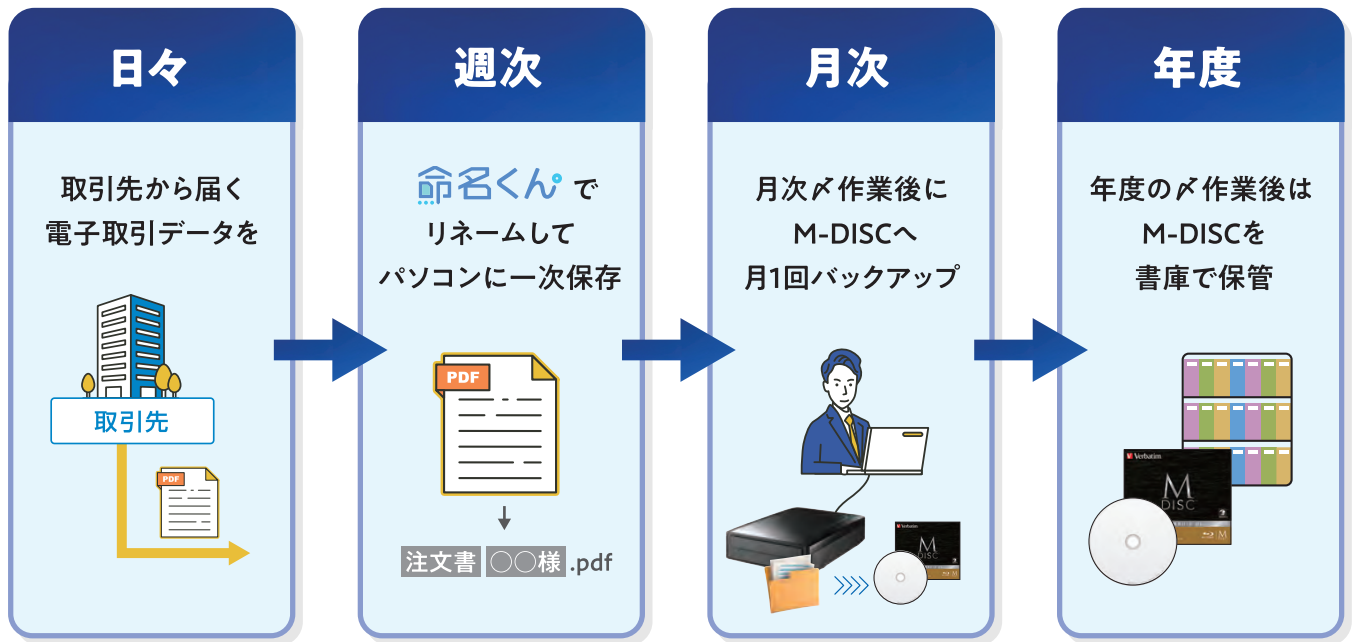 日々
取引先から届く
電子取引データを
取引先
PDF
週次
命名くんで
リネームして
パソコンに一次保存
PDF
注文書 ○○様 .pdf
月次
月次〆作業後に
M-DISCへ
月1回バックアップ
Verbatim
M
DISC
年度
年度の〆作業後は
M-DISCを
書庫で保管
Verbatim
M
DISC